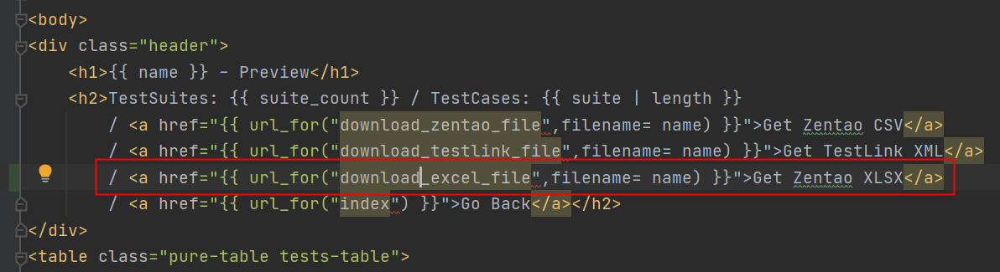 <body>
<div class="header">
<h1>{{ name }} - Preview</h1>
<h2>TestSuites: {{ suite_count }} / TestCases: {{ suite | length }}
/ <a href="{{ url_for("download_zentao_file",filename= name) }}">Get Zentao CSV</a>
/ <a href="{{ url_for("download_testlink_file",filename= name) }}">Get TestLink XML</a>
/ <a href="{{ url_for("download_excel_file",filename= name) }}">Get Zentao XLSX</a>
/ <a href="{{ url_for("index") }}">Go Back</a></h2>
</div>
<table class="pure-table tests-table">